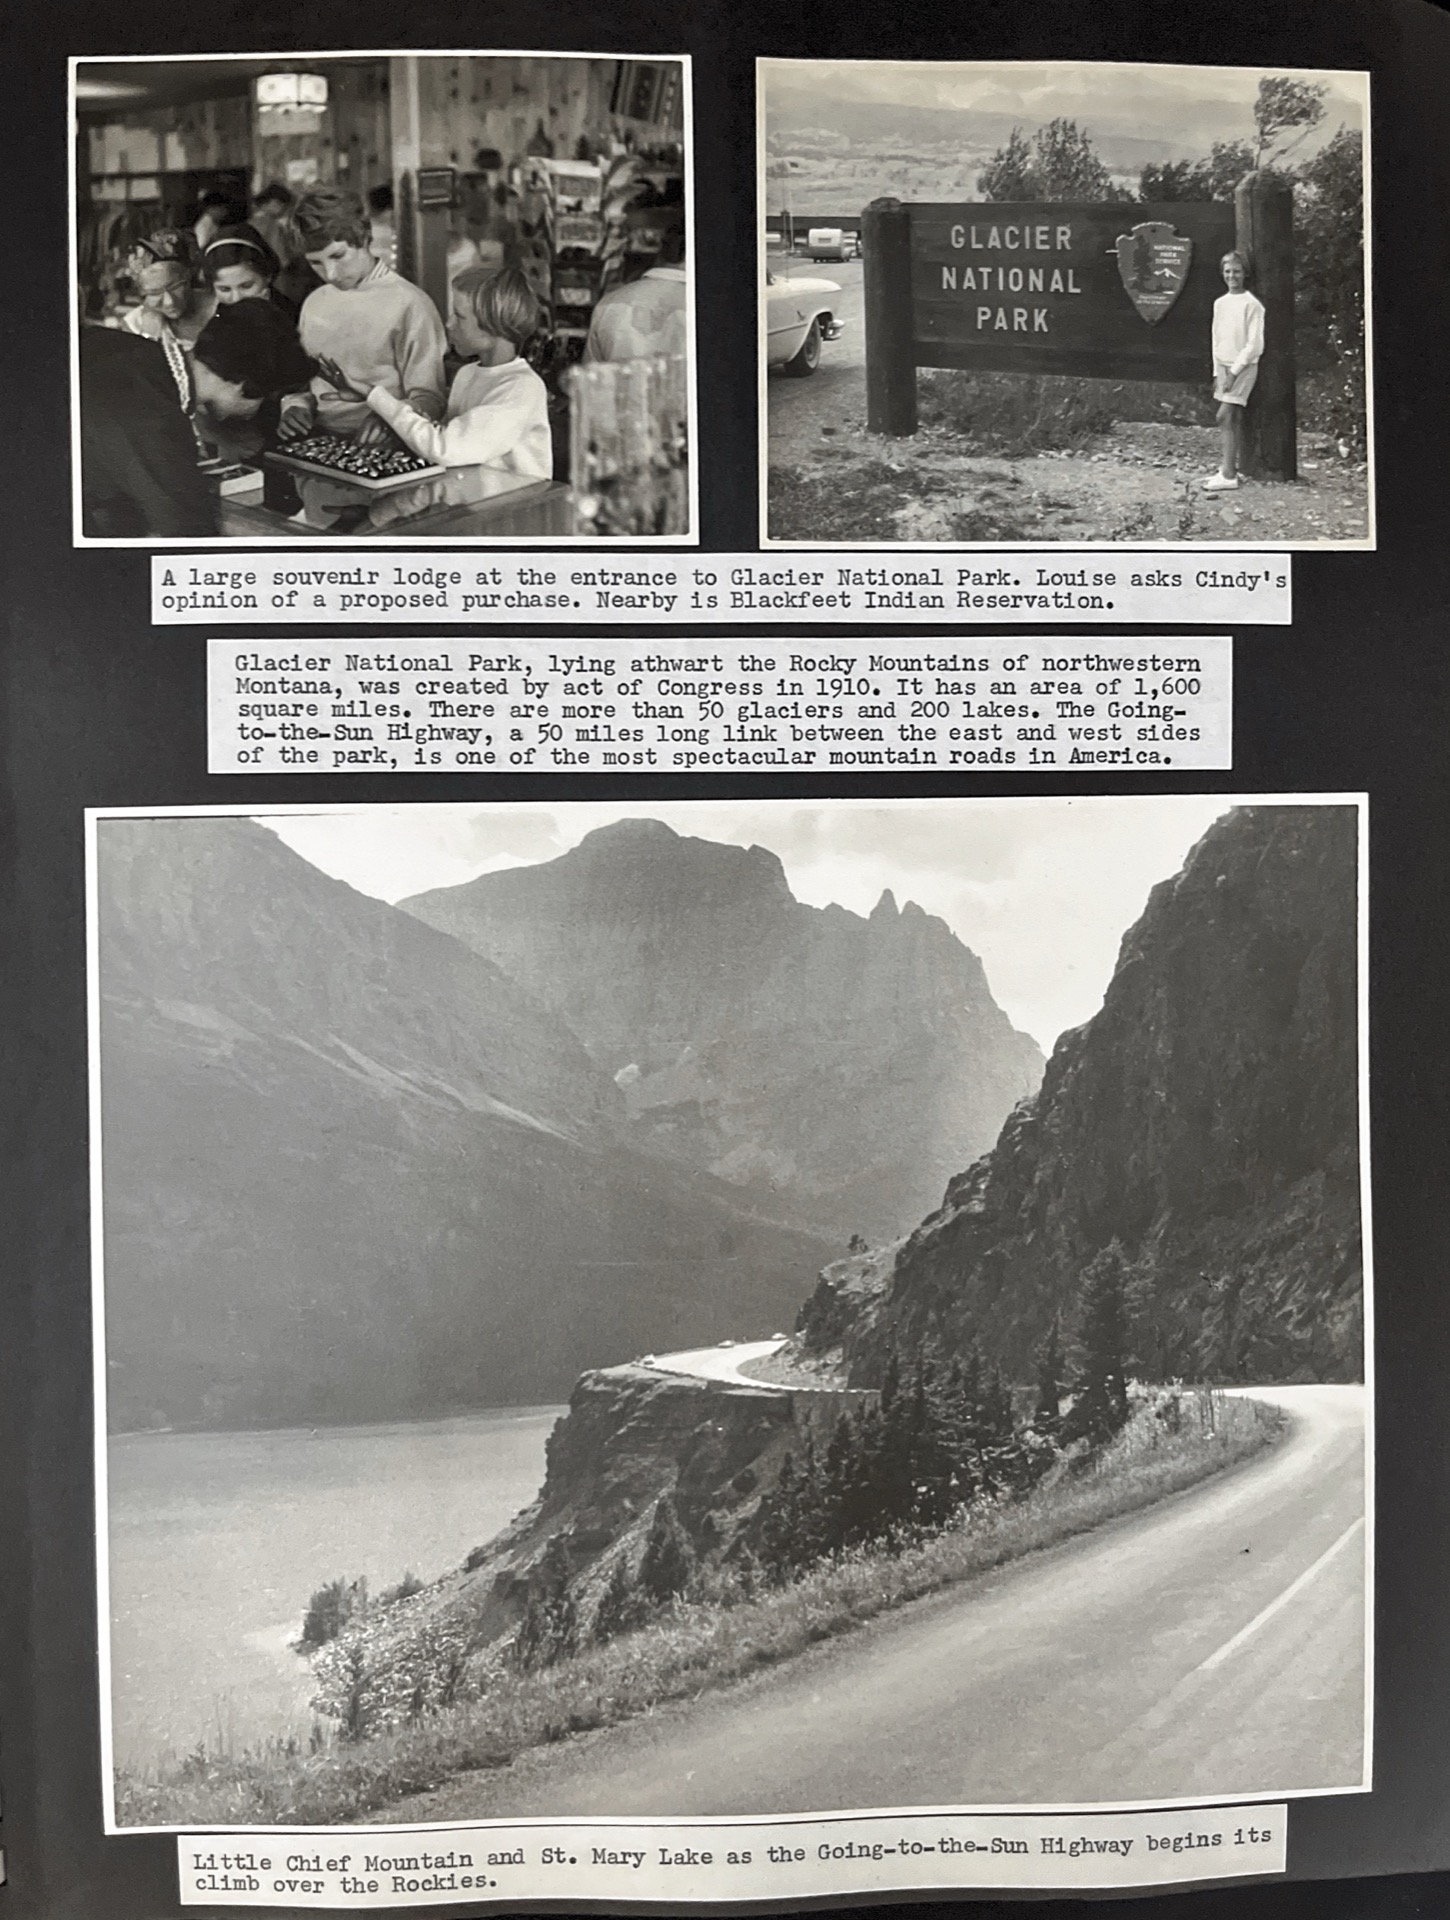 GLACIER
NATIONAL
PARK
NATIONAL
PARK
SERVICE
A large souvenir lodge at the entrance to Glacier National Park. Louise asks Cindy's
opinion of a proposed purchase. Nearby is Blackfeet Indian Reservation.
Glacier National Park, lying athwart the Rocky Mountains of northwestern
Montana, was created by act of Congress in 1910. It has an area of 1,600
square miles. There are more than 50 glaciers and 200 lakes. The Going-
to-the-Sun Highway, a 50 miles long link between the east and west sides
of the park, is one of the most spectacular mountain roads in America.
Little Chief Mountain and St. Mary Lake as the Going-to-the-Sun Highway begins its
climb over the Rockies.